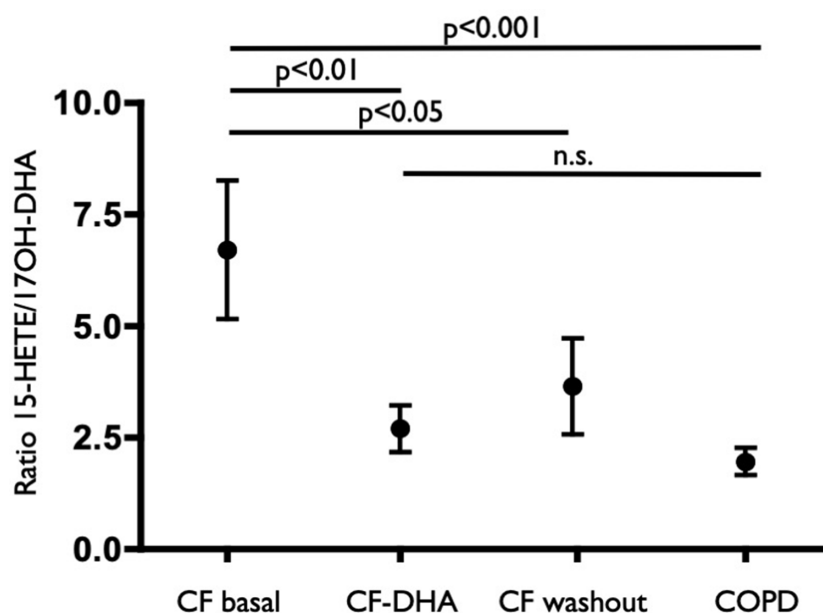 p<0.001
p<0.01
p<0.05
n.s.
10.0
7.5
5.0
2.5
0.0
Ratio 15-HETE/17OH-DHA
CF basal
CF-DHA
CF washout
COPD